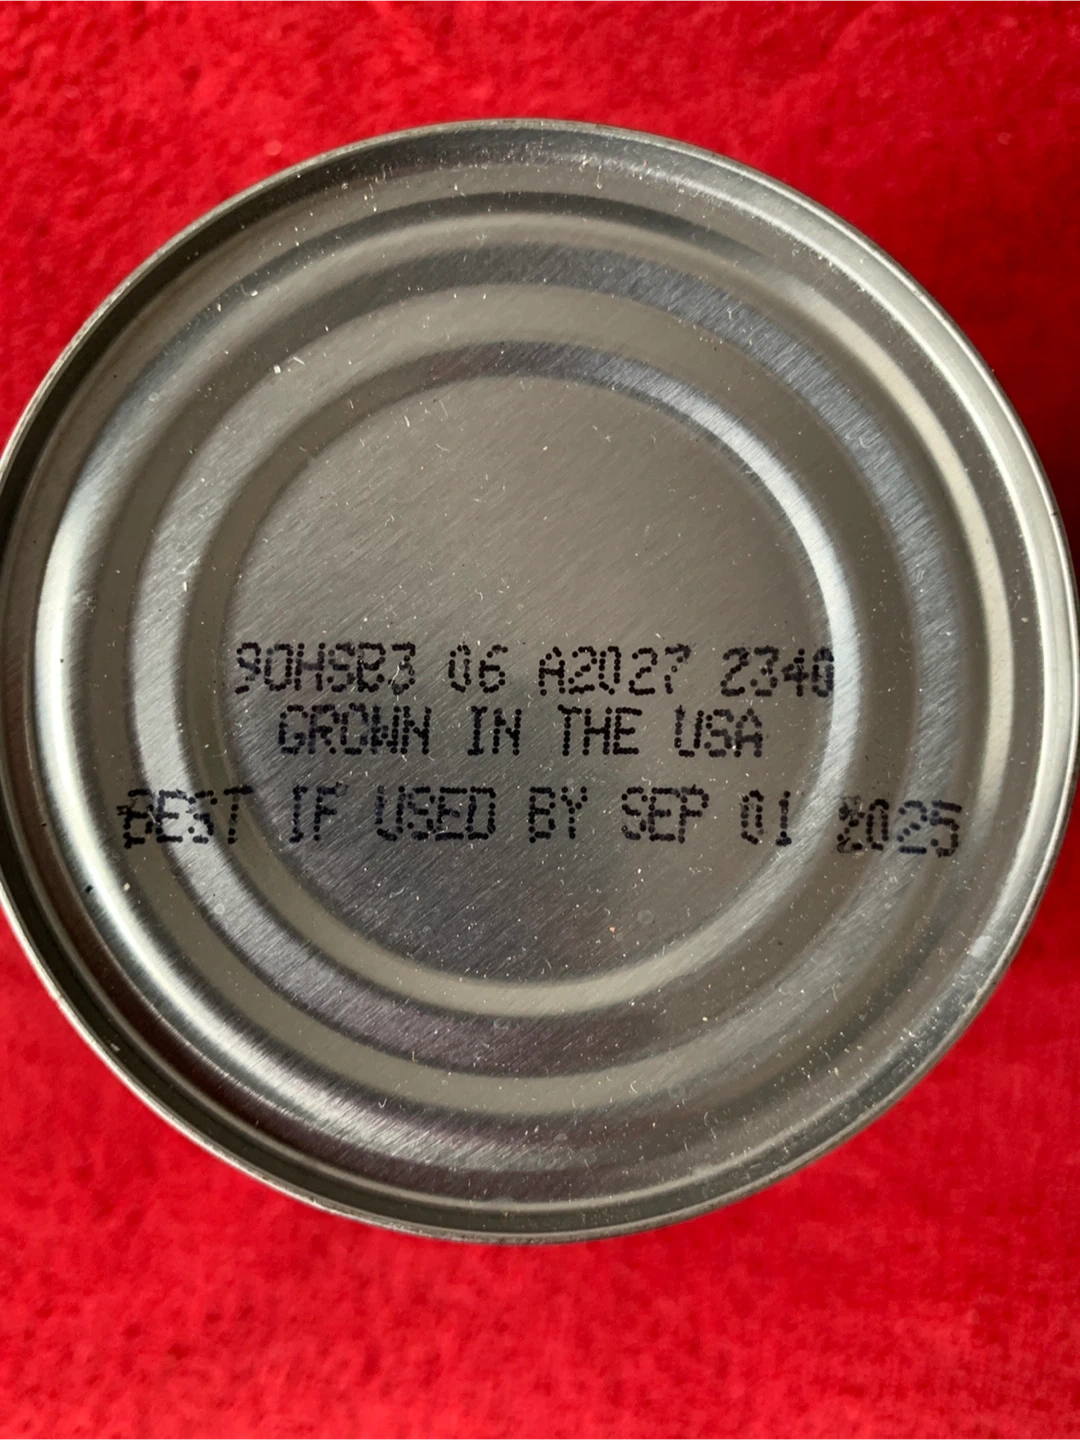 90HSB3 06 A2027 2340
GROWN IN THE USA
BEST IF USED BY SEP 01 2025